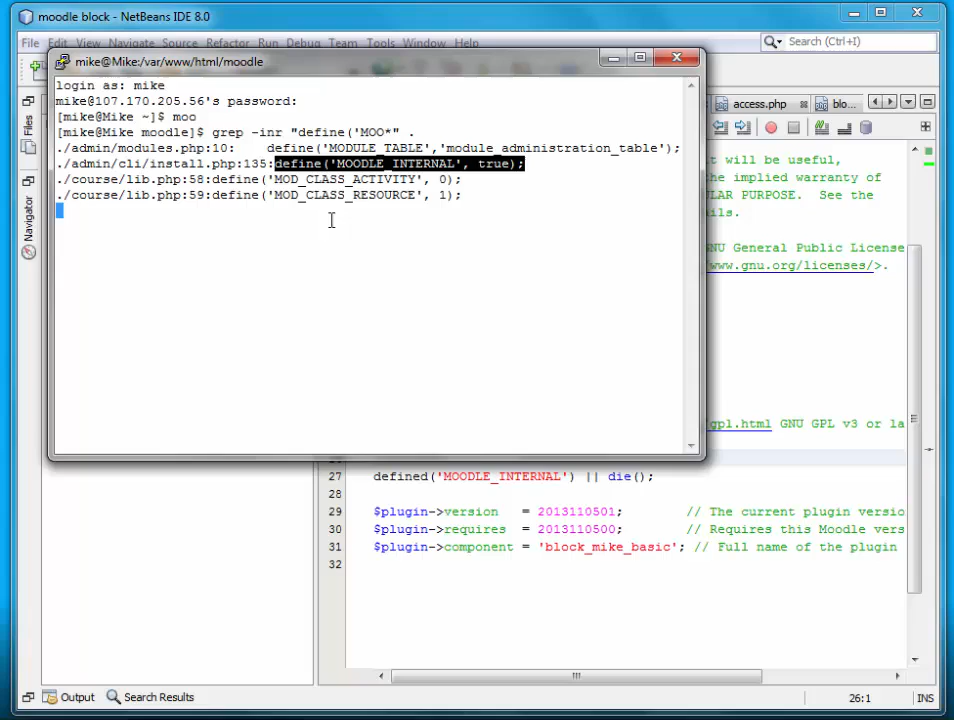 moodle block - NetBeans IDE 8.0
File Edit View Navigate Source Refactor Run Debug Team Tools Window Help
Search (Ctrl+I)
mike@Mike:/var/www/html/moodle
login as: mike
mike@107.170.205.56's password:
[mike@Mike ~]$ moo
[mike@Mike moodle]$ grep -inr "define('MOO*" .
./admin/modules.php:10:    define('MODULE_TABLE','module_administration_table');
./admin/cli/install.php:135:define('MOODLE_INTERNAL', true);
./course/lib.php:58:define('MOD_CLASS_ACTIVITY', 0);
./course/lib.php:59:define('MOD_CLASS_RESOURCE', 1);
access.php
blo...
Files
Navigator
it will be useful,
the implied warranty of
ULAR PURPOSE.  See the
ails.
NU General Public License
www.gnu.org/licenses/>.
gpl.html GNU GPL v3 or la
27 defined('MOODLE_INTERNAL') || die();
28
29 $plugin->version   = 2013110501;        // The current plugin versio
30 $plugin->requires  = 2013110500;        // Requires this Moodle vers
31 $plugin->component = 'block_mike_basic'; // Full name of the plugin
32
Output
Search Results
26:1
INS